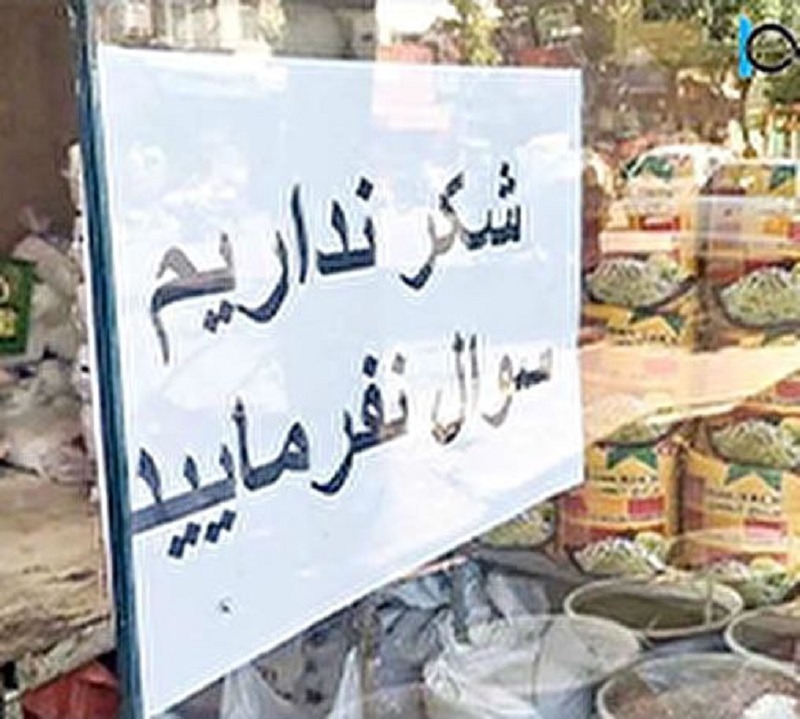 شکر نداریم
سوال نفرمایید